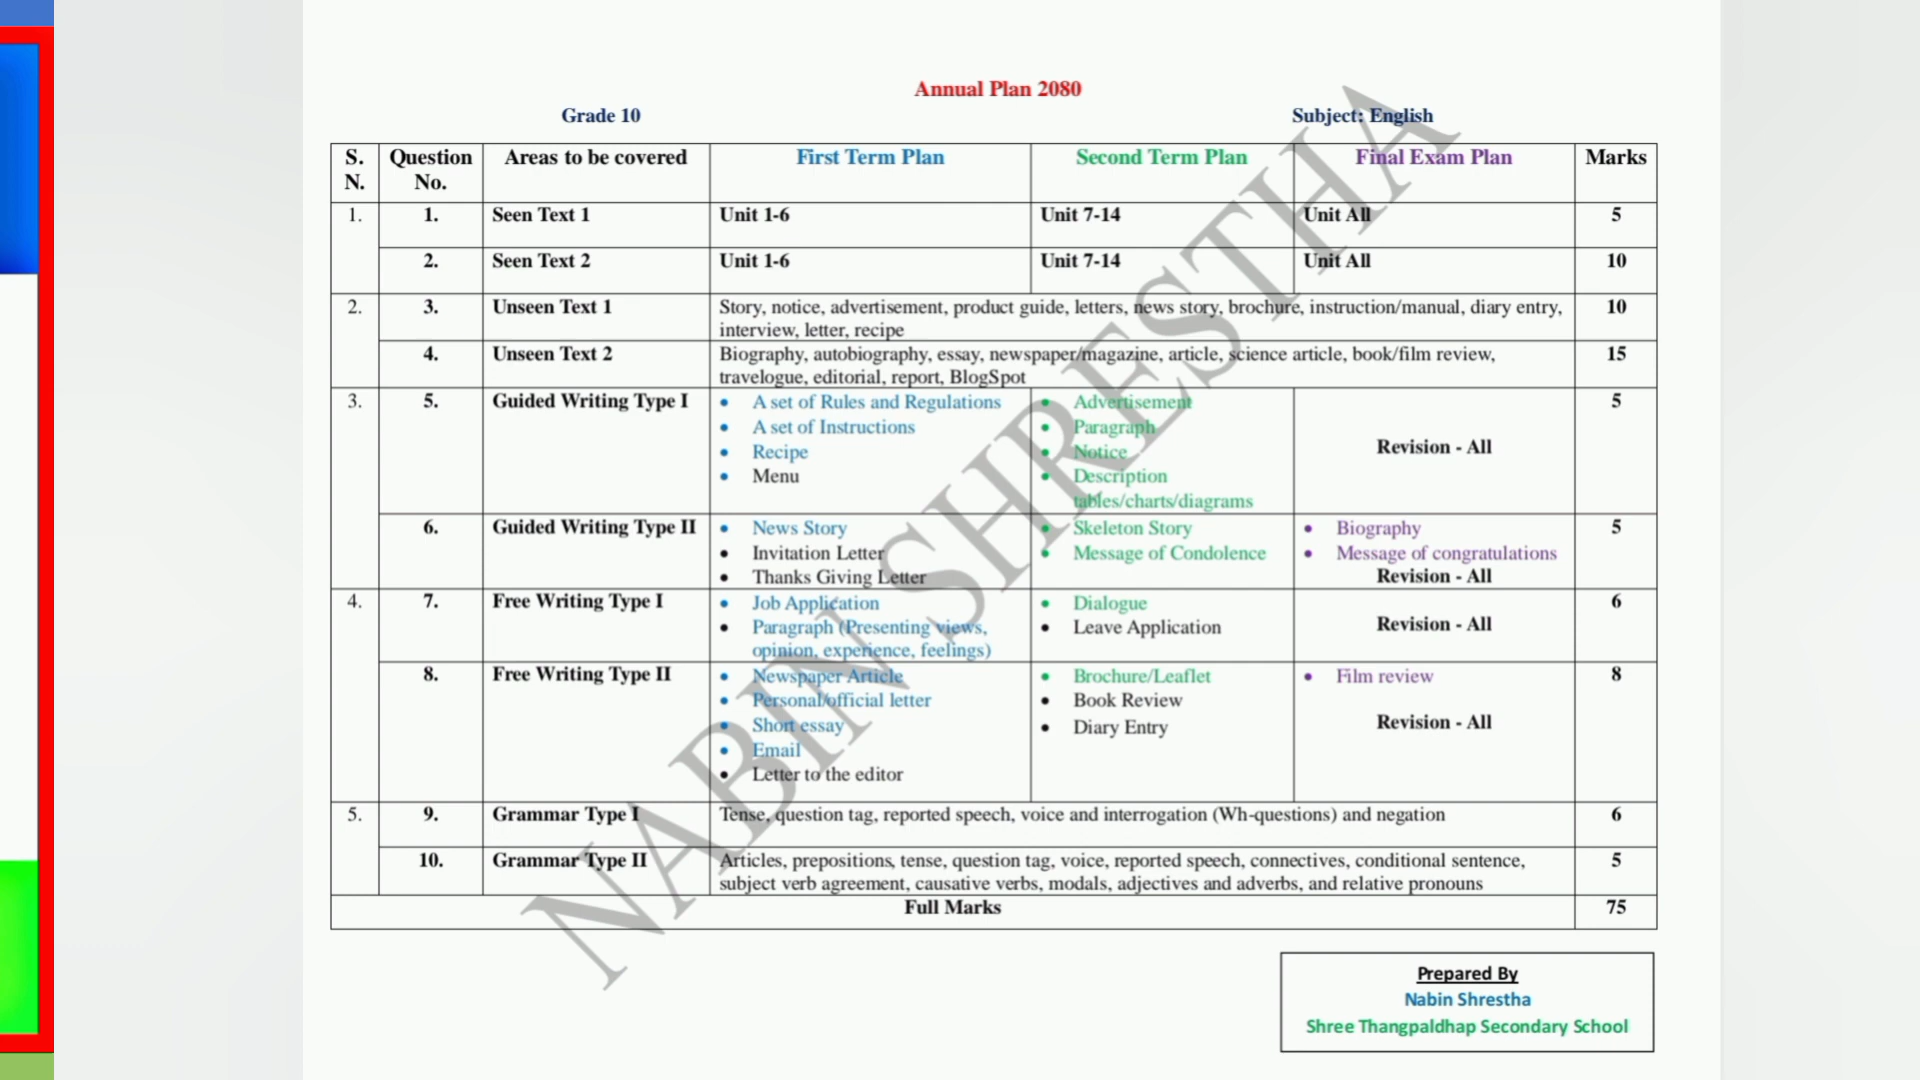 Annual Plan 2080
Grade 10 Subject: English
S. N. Question No. Areas to be covered First Term Plan Second Term Plan Final Exam Plan Marks
1. 1. Seen Text 1 Unit 1-6 Unit 7-14 Unit All 5
2. Seen Text 2 Unit 1-6 Unit 7-14 Unit All 10
2. 3. Unseen Text 1 Story, notice, advertisement, product guide, letters, news story, brochure, instruction/manual, diary entry, 10
interview, letter, recipe
4. Unseen Text 2 Biography, autobiography, essay, newspaper/magazine, article, science article, book/film review, 15
travelogue, editorial, report, BlogSpot
3. 5. Guided Writing Type I • A set of Rules and Regulations • Advertisement 5
• A set of Instructions • Paragraph
• Recipe • Notice Revision - All
• Menu • Description
tables/charts/diagrams
6. Guided Writing Type II • News Story • Skeleton Story • Biography 5
• Invitation Letter • Message of Condolence • Message of congratulations
• Thanks Giving Letter Revision - All
4. 7. Free Writing Type I • Job Application • Dialogue 6
• Paragraph (Presenting views, • Leave Application Revision - All
opinion, experience, feelings)
8. Free Writing Type II • Newspaper Article • Brochure/Leaflet • Film review 8
• Personal/official letter • Book Review
• Short essay • Diary Entry Revision - All
• Email
• Letter to the editor
5. 9. Grammar Type I Tense, question tag, reported speech, voice and interrogation (Wh-questions) and negation 6
10. Grammar Type II Articles, prepositions, tense, question tag, voice, reported speech, connectives, conditional sentence, 5
subject verb agreement, causative verbs, modals, adjectives and adverbs, and relative pronouns
Full Marks 75
NABIN SHRESTHA
Prepared By
Nabin Shrestha
Shree Thangpaldhap Secondary School